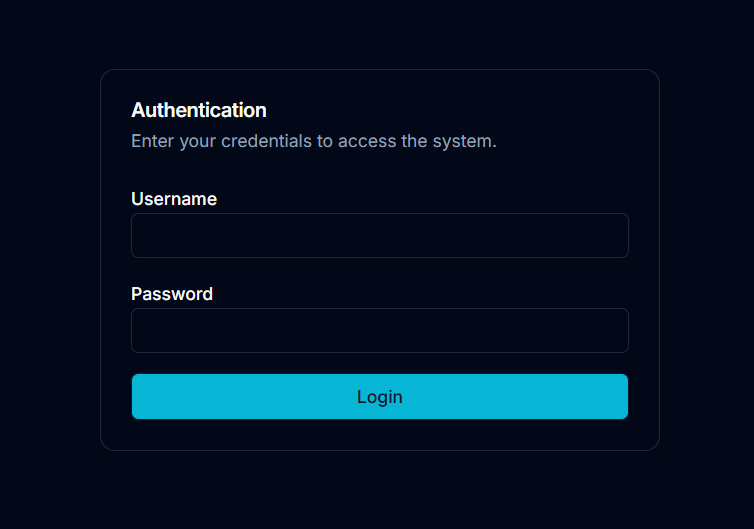 Authentication
Enter your credentials to access the system.
Username
Password
Login